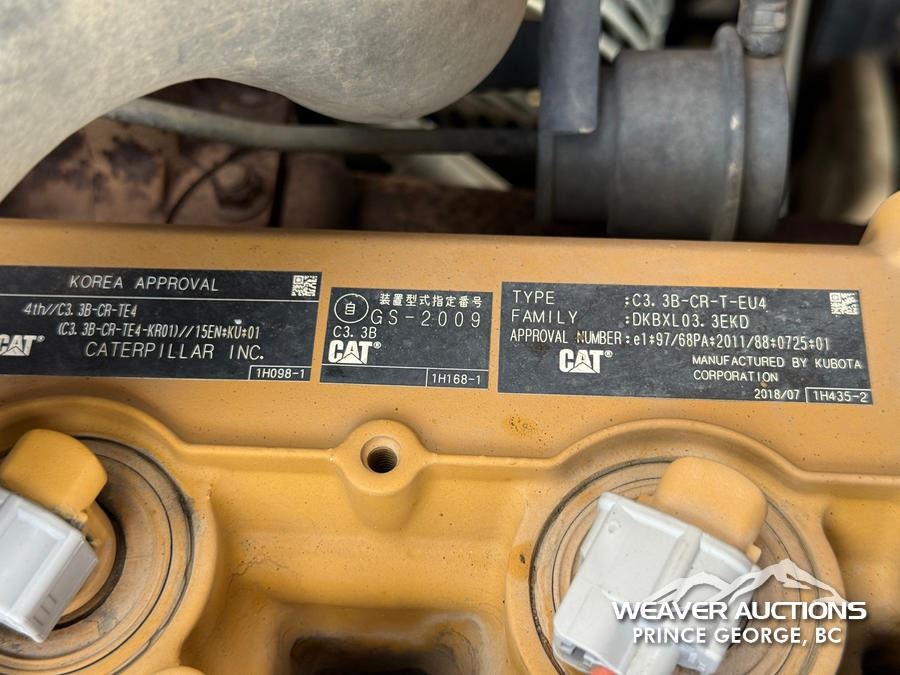 KOREA APPROVAL
4th//C3. 3B-CR-TE4
(C3. 3B-CR-TE4-KR01)//15EN*KU*01
CAT®
CATERPILLAR INC.
1H098-1
自 装置型式指定番号
GS-2009
C3. 3B
CAT®
1H168-1
TYPE :C3. 3B-CR-T-EU4
FAMILY :DKBXL03. 3EKD
APPROVAL NUMBER:e1*97/68PA*2011/88*0725*01
CAT®
MANUFACTURED BY KUBOTA
CORPORATION
2018/07 1H435-2
WEAVER AUCTIONS
PRINCE GEORGE, BC